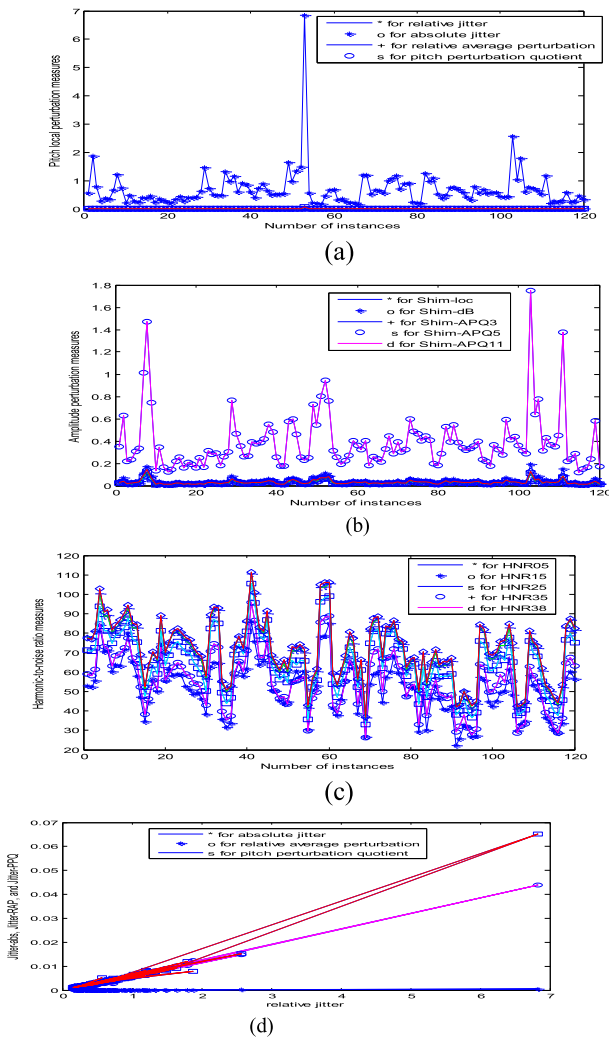 7
6
5
4
3
2
1
0
Pitch local perturbation measures
* for relative jitter
o for absolute jitter
+ for relative average perturbation
s for pitch perturbation quotient
0 20 40 60 80 100 120
Number of instances
(a)
1.8
1.6
1.4
1.2
1
0.8
0.6
0.4
0.2
0
Amplitude perturbation measures
* for Shim-loc
o for Shim-dB
+ for Shim-APQ3
s for Shim-APQ5
d for Shim-APQ11
0 20 40 60 80 100 120
Number of instances
(b)
120
110
100
90
80
70
60
50
40
30
20
Harmonic-to-noise ratio measures
* for HNR05
o for HNR15
s for HNR25
+ for HNR35
d for HNR38
0 20 40 60 80 100 120
Number of instances
(c)
0.07
0.06
0.05
0.04
0.03
0.02
0.01
0
Jitter-abs, Jitter-RAP, and Jitter-PPQ
* for absolute jitter
o for relative average perturbation
s for pitch perturbation quotient
0 1 2 3 4 5 6 7
relative jitter
(d)